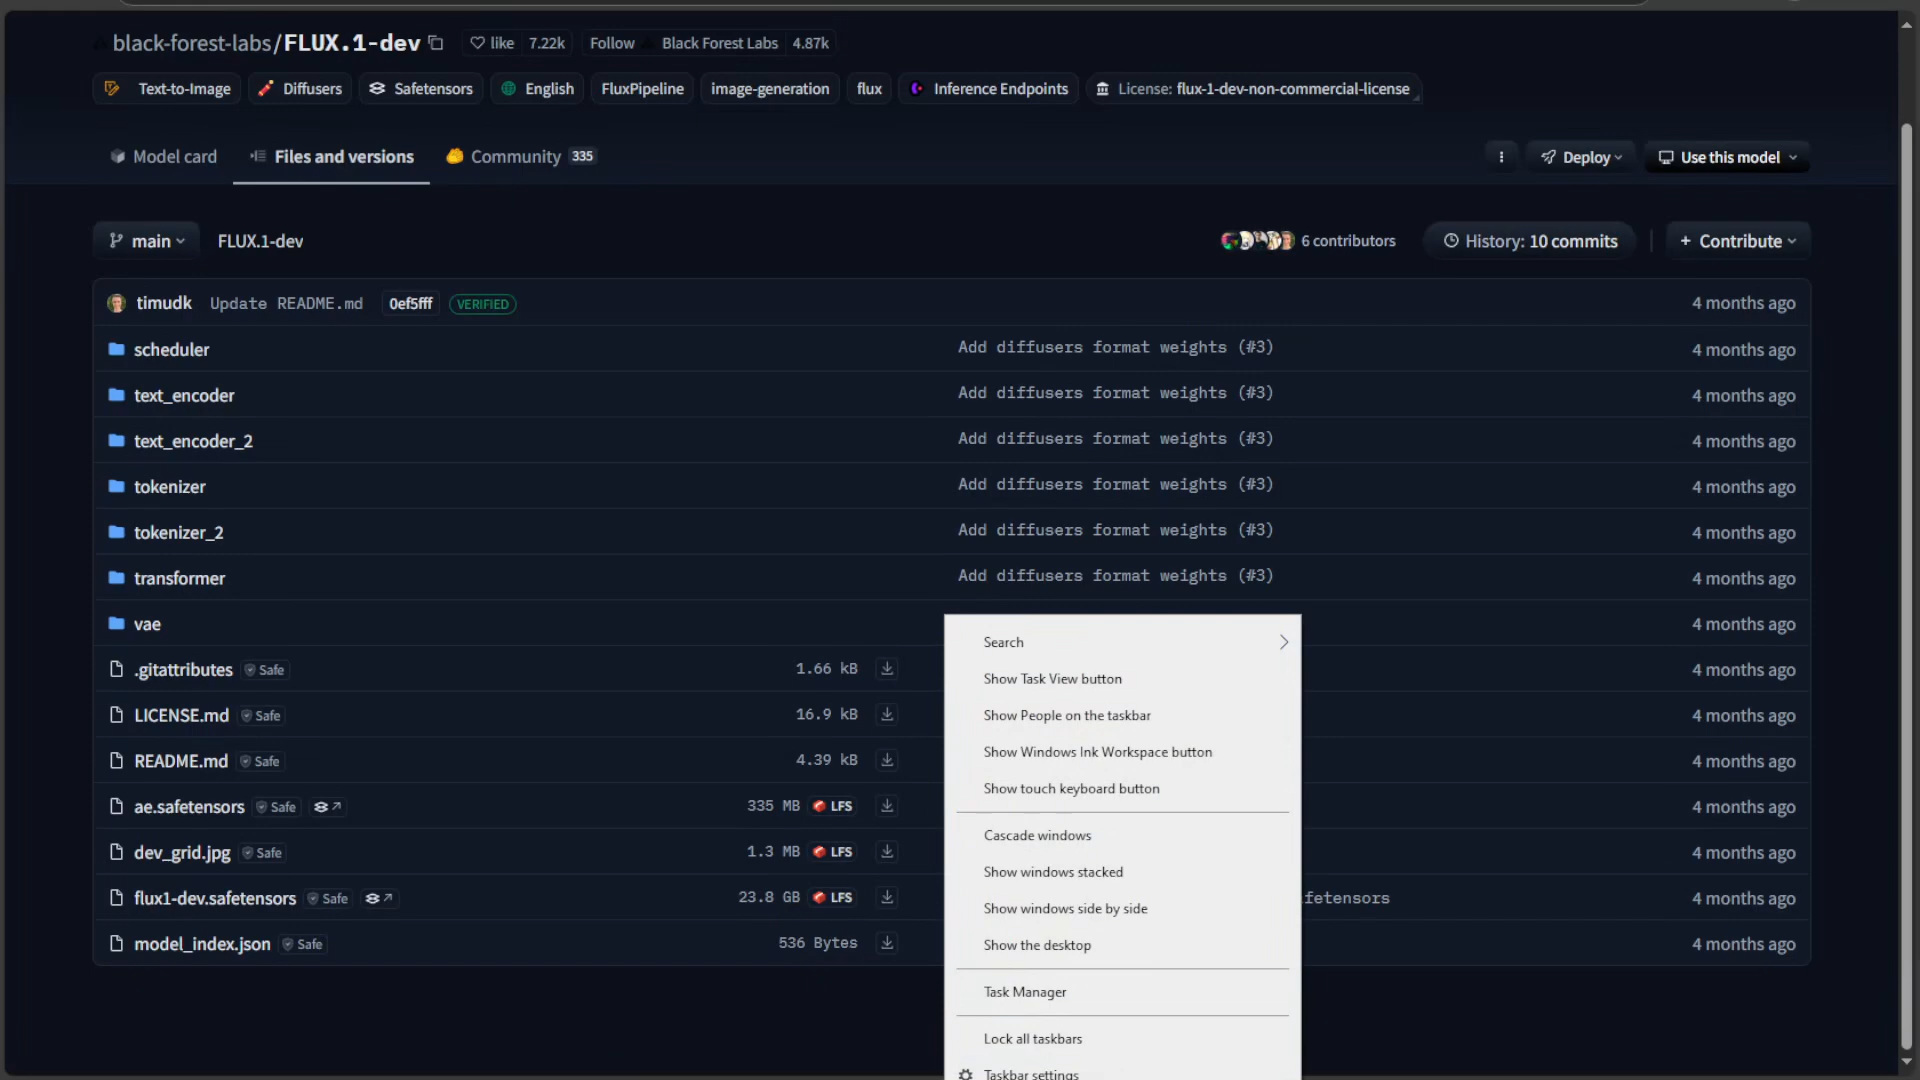 black-forest-labs/FLUX.1-dev like 7.22k Follow Black Forest Labs 4.87k
Text-to-Image Diffusers Safetensors English FluxPipeline image-generation flux Inference Endpoints License: flux-1-dev-non-commercial-license
Model card Files and versions Community 335 Deploy Use this model
main FLUX.1-dev 6 contributors History: 10 commits + Contribute
timudk Update README.md 0ef5fff VERIFIED 4 months ago
scheduler Add diffusers format weights (#3) 4 months ago
text_encoder Add diffusers format weights (#3) 4 months ago
text_encoder_2 Add diffusers format weights (#3) 4 months ago
tokenizer Add diffusers format weights (#3) 4 months ago
tokenizer_2 Add diffusers format weights (#3) 4 months ago
transformer Add diffusers format weights (#3) 4 months ago
vae 4 months ago
.gitattributes Safe 1.66 kB 4 months ago
LICENSE.md Safe 16.9 kB 4 months ago
README.md Safe 4.39 kB 4 months ago
ae.safetensors Safe 335 MB LFS 4 months ago
dev_grid.jpg Safe 1.3 MB LFS 4 months ago
flux1-dev.safetensors Safe 23.8 GB LFS fetensors 4 months ago
model_index.json Safe 536 Bytes 4 months ago
Search
Show Task View button
Show People on the taskbar
Show Windows Ink Workspace button
Show touch keyboard button
Cascade windows
Show windows stacked
Show windows side by side
Show the desktop
Task Manager
Lock all taskbars
Taskbar settings